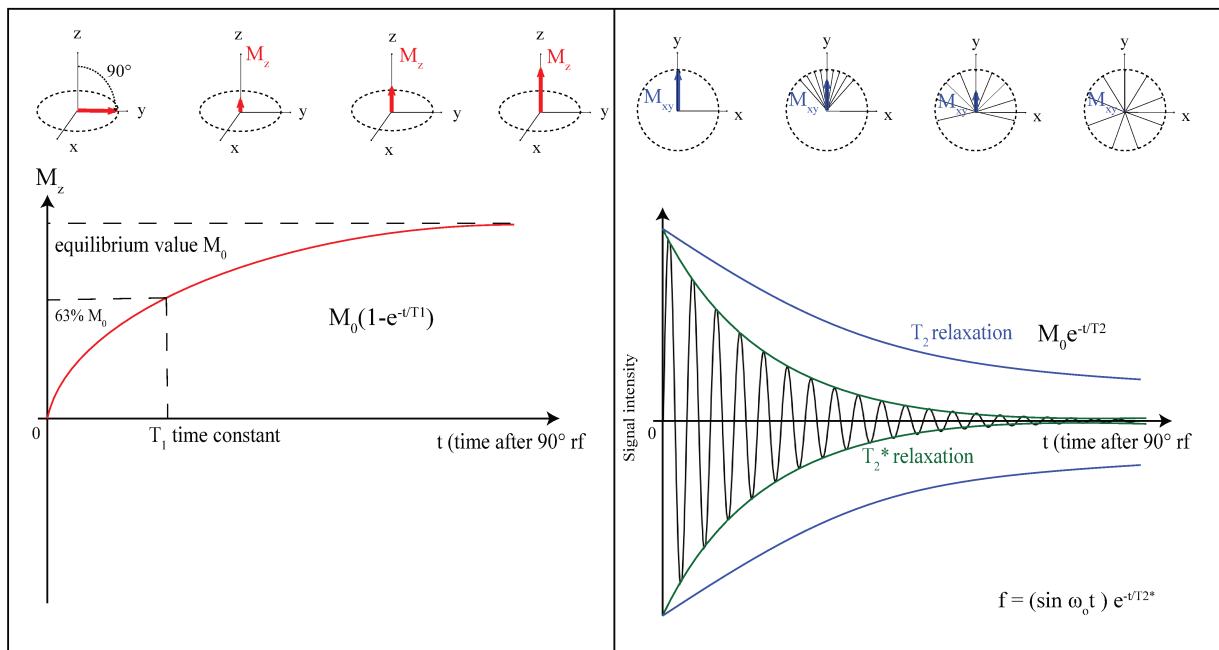 z
90°
y
x
z
M_z
y
x
z
M_z
y
x
z
M_z
y
x
M_z
equilibrium value M_0
63% M_0
M_0(1-e^-t/T1)
0
T_1 time constant
t (time after 90° rf
y
M_xy
x
y
M_xy
x
y
M_xy
x
y
M_xy
x
T_2 relaxation
M_0e^-t/T2
Signal intensity
0
t (time after 90° rf
T_2* relaxation
f = (sin ω_o t ) e^-t/T2*